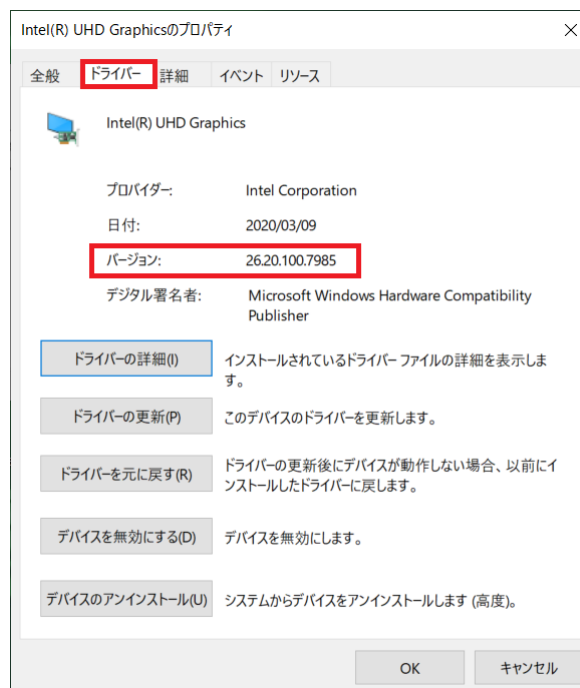 Intel(R) UHD Graphicsのプロパティ
全般 ドライバー 詳細 イベント リソース
Intel(R) UHD Graphics
プロバイダー: Intel Corporation
日付: 2020/03/09
バージョン: 26.20.100.7985
デジタル署名者: Microsoft Windows Hardware Compatibility
Publisher
ドライバーの詳細(I) インストールされているドライバー ファイルの詳細を表示しま
す。
ドライバーの更新(P) このデバイスのドライバーを更新します。
ドライバーを元に戻す(R) ドライバーの更新後にデバイスが動作しない場合、以前にイ
ンストールしたドライバーに戻します。
デバイスを無効にする(D) デバイスを無効にします。
デバイスのアンインストール(U) システムからデバイスをアンインストールします (高度)。
OK キャンセル